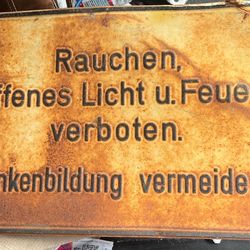 Rauchen,
ffenes Licht u. Feue
verboten.
nkenbildung vermeide